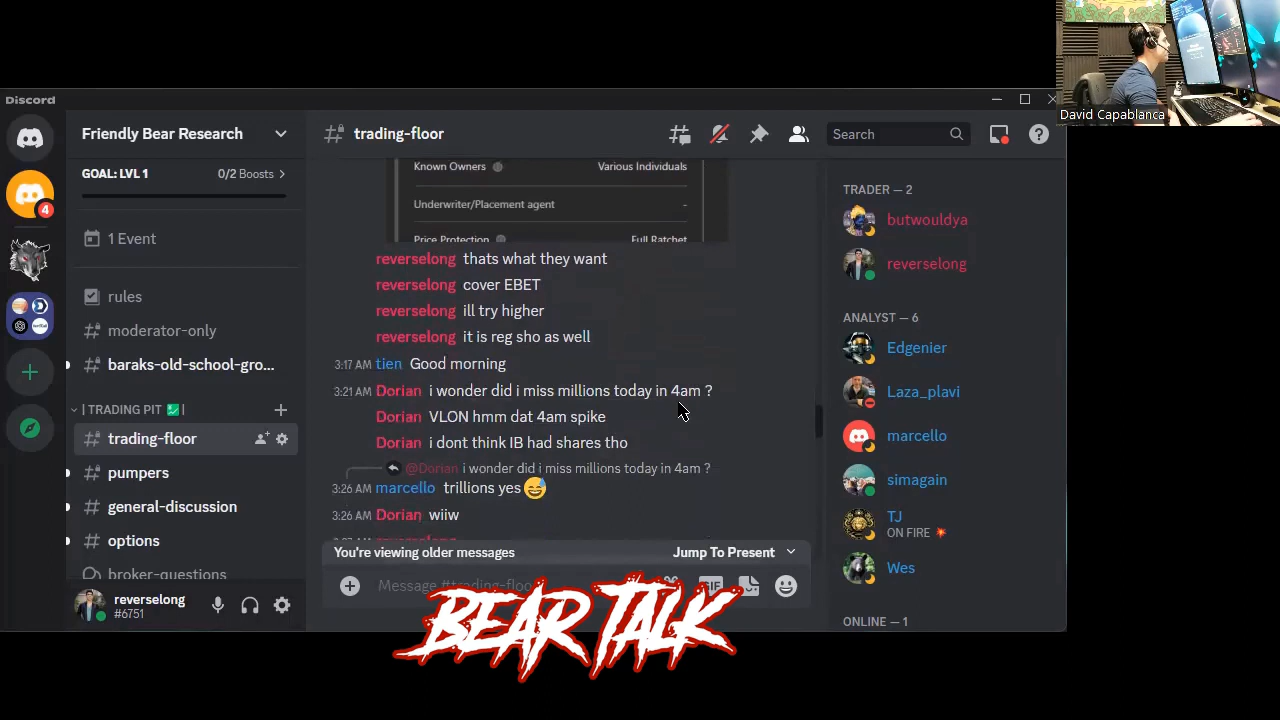 David Capablanca
Discord
4
Friendly Bear Research
GOAL: LVL 1
0/2 Boosts
1 Event
rules
moderator-only
baraks-old-school-gro...
| TRADING PIT 💹 |
trading-floor
pumpers
general-discussion
options
broker-questions
reverselong
#6751
trading-floor
Search
Known Owners
Various Individuals
Underwriter/Placement agent
-
Price Protection
Full Ratchet
reverselong thats what they want
reverselong cover EBET
reverselong ill try higher
reverselong it is reg sho as well
3:17 AM tien Good morning
3:21 AM Dorian i wonder did i miss millions today in 4am ?
Dorian VLON hmm dat 4am spike
Dorian i dont think IB had shares tho
@Dorian i wonder did i miss millions today in 4am ?
3:26 AM marcello trillions yes 😅
3:26 AM Dorian wiiw
You're viewing older messages
Jump To Present
Message #trading-floo
GIF
BEAR TALK
TRADER — 2
butwouldya
reverselong
ANALYST — 6
Edgenier
Laza_plavi
marcello
simagain
TJ
ON FIRE 💥
Wes
ONLINE — 1